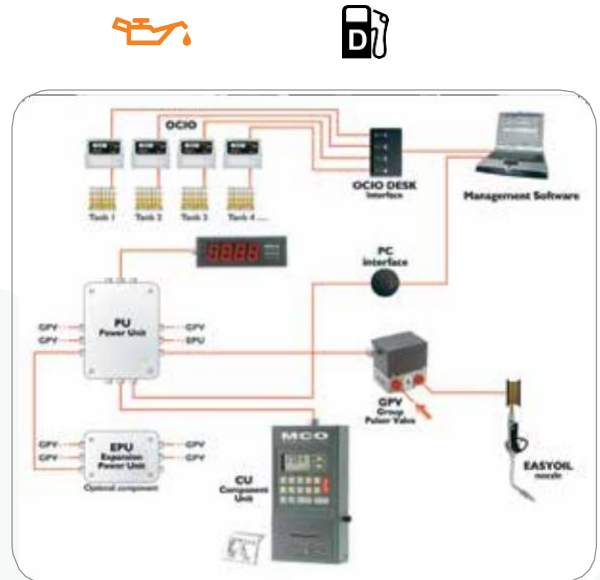 D
OCIO
OCIO DESK
Interface
Management Software
Tank 1
Tank 2
Tank 3
Tank 4 .....
8888
PC
interface
PU
Power Unit
GPV
GPV
GPV
EPU
GPV
Group
Pulser Valve
EPU
Expansion
Power Unit
GPV
GPV
GPV
GPV
Optional component
MCO
CU
Component
Unit
EASYOIL
nozzle